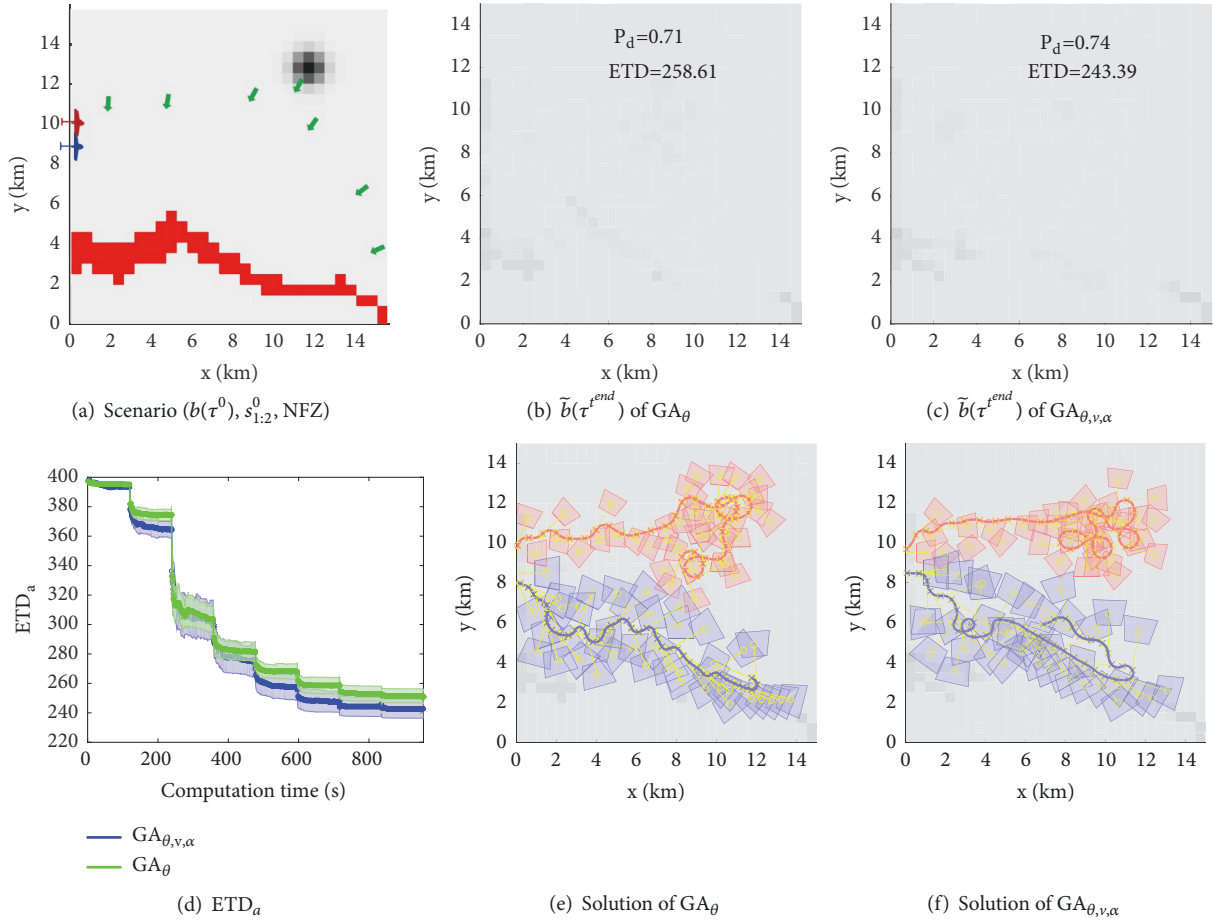 14
12
10
8
6
4
2
0
y (km)
0 2 4 6 8 10 12 14
x (km)
(a) Scenario (b(τ⁰), s⁰₁:₂, NFZ)
P_d=0.71
ETD=258.61
14
12
10
8
6
4
2
0
y (km)
0 2 4 6 8 10 12 14
x (km)
(b) b̃(τ^{t^{end}}) of GA_θ
P_d=0.74
ETD=243.39
14
12
10
8
6
4
2
0
y (km)
0 2 4 6 8 10 12 14
x (km)
(c) b̃(τ^{t^{end}}) of GA_{θ,v,α}
400
380
360
340
320
300
280
260
240
220
ETD_a
0 200 400 600 800
Computation time (s)
GA_{θ,v,α}
GA_θ
(d) ETD_a
14
12
10
8
6
4
2
0
y (km)
0 2 4 6 8 10 12 14
x (km)
(e) Solution of GA_θ
14
12
10
8
6
4
2
0
y (km)
0 2 4 6 8 10 12 14
x (km)
(f) Solution of GA_{θ,v,α}